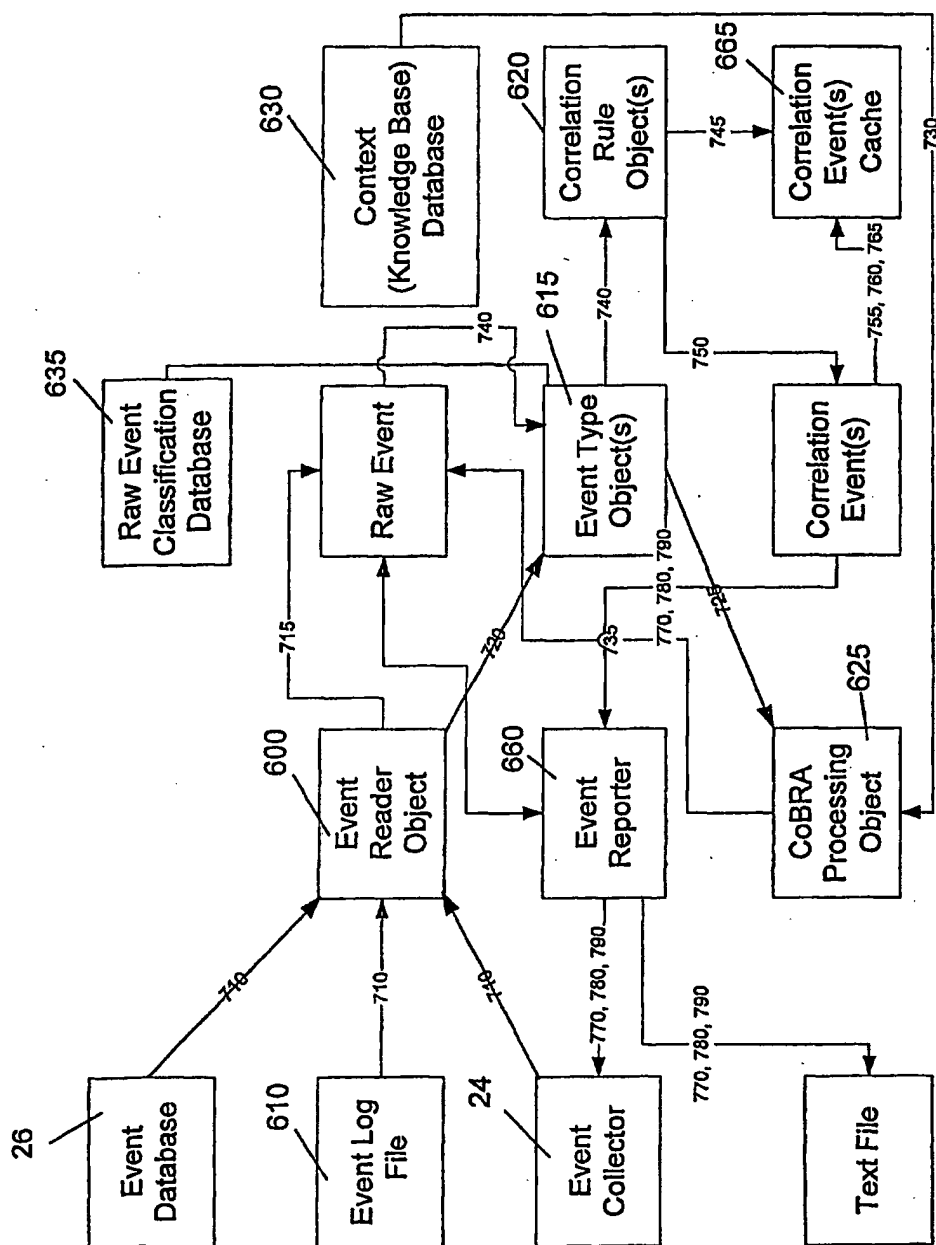 26
Event
Database
710
610
Event Log
File
710
24
Event
Collector
710
Text File
600
Event
Reader
Object
715
720
660
Event
Reporter
770, 780, 790
770, 780, 790
625
CoBRA
Processing
Object
635
Raw Event
Classification
Database
Raw Event
740
615
Event Type
Object(s)
770, 780, 790
735
725
Correlation
Event(s)
630
Context
(Knowledge Base)
Database
620
Correlation
Rule
Object(s)
740
745
750
665
Correlation
Event(s)
Cache
755, 760, 765
730